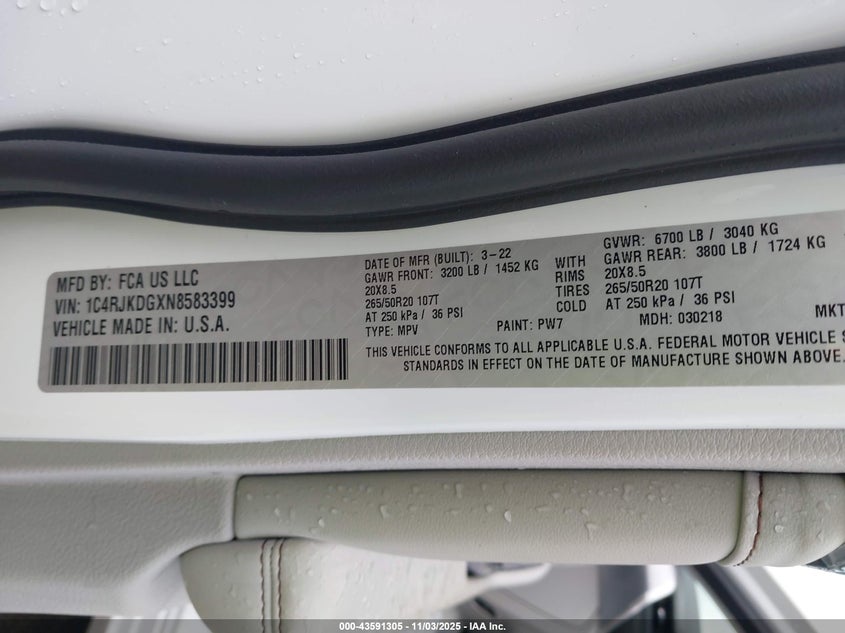 MFD BY: FCA US LLC
VIN: 1C4RJKDGXN8583399
VEHICLE MADE IN: U.S.A.
DATE OF MFR (BUILT): 3-22
GAWR FRONT: 3200 LB / 1452 KG
20X8.5
265/50R20 107T
AT 250 kPa / 36 PSI
TYPE: MPV
PAINT: PW7
WITH
RIMS
TIRES
COLD
GVWR: 6700 LB / 3040 KG
GAWR REAR: 3800 LB / 1724 KG
20X8.5
265/50R20 107T
AT 250 kPa / 36 PSI
MDH: 030218
MKT
THIS VEHICLE CONFORMS TO ALL APPLICABLE U.S.A. FEDERAL MOTOR VEHICLE S
STANDARDS IN EFFECT ON THE DATE OF MANUFACTURE SHOWN ABOVE.
000-43591305 — 11/03/2025 — IAA Inc.